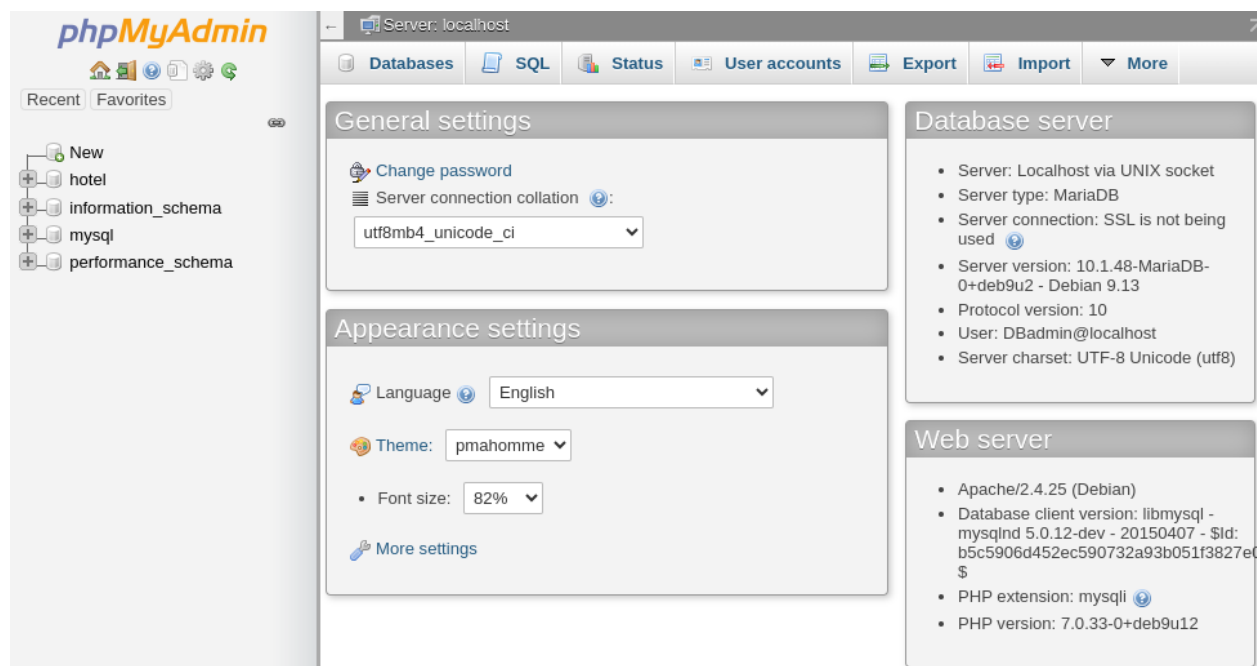 phpMyAdmin
Recent Favorites
New
hotel
information_schema
mysql
performance_schema
← Server: localhost
Databases SQL Status User accounts Export Import More
General settings
Change password
Server connection collation :
utf8mb4_unicode_ci
Appearance settings
Language English
Theme: pmahomme
• Font size: 82%
More settings
Database server
• Server: Localhost via UNIX socket
• Server type: MariaDB
• Server connection: SSL is not being
used
• Server version: 10.1.48-MariaDB-
0+deb9u2 - Debian 9.13
• Protocol version: 10
• User: DBadmin@localhost
• Server charset: UTF-8 Unicode (utf8)
Web server
• Apache/2.4.25 (Debian)
• Database client version: libmysql -
mysqlnd 5.0.12-dev - 20150407 - $Id:
b5c5906d452ec590732a93b051f3827e0
$
• PHP extension: mysqli
• PHP version: 7.0.33-0+deb9u12